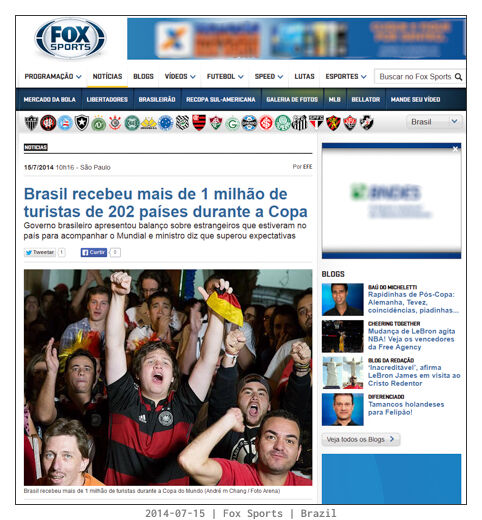 FOX
SPORTS
PROGRAMAÇÃO NOTÍCIAS BLOGS VÍDEOS FUTEBOL SPEED LUTAS ESPORTES Buscar no Fox Sports
MERCADO DA BOLA LIBERTADORES BRASILEIRÃO RECOPA SUL-AMERICANA GALERIA DE FOTOS MLB BELLATOR MANDE SEU VÍDEO
Brasil
NOTÍCIAS
15/7/2014 10h16 - São Paulo
Por EFE
Brasil recebeu mais de 1 milhão de
turistas de 202 países durante a Copa
Governo brasileiro apresentou balanço sobre estrangeiros que estiveram no
país para acompanhar o Mundial e ministro diz que superou expectativas
Tweetar 1 Curtir 0
Brasil recebeu mais de 1 milhão de turistas durante a Copa do Mundo (André m Chang / Foto Arena)
BLOGS
BAÚ DO MICHELETTI
Rapidinhas de Pós-Copa:
Alemanha, Tevez,
coincidências, piadinhas...
CHEERING TOGETHER
Mudança de LeBron agita
NBA! Veja os vencedores
da Free Agency
BLOG DA REDAÇÃO
'Inacreditável', afirma
LeBron James em visita ao
Cristo Redentor
DIFERENCIADO
Tamancos holandeses
para Felipão!
Veja todos os Blogs
2014-07-15 | Fox Sports | Brazil